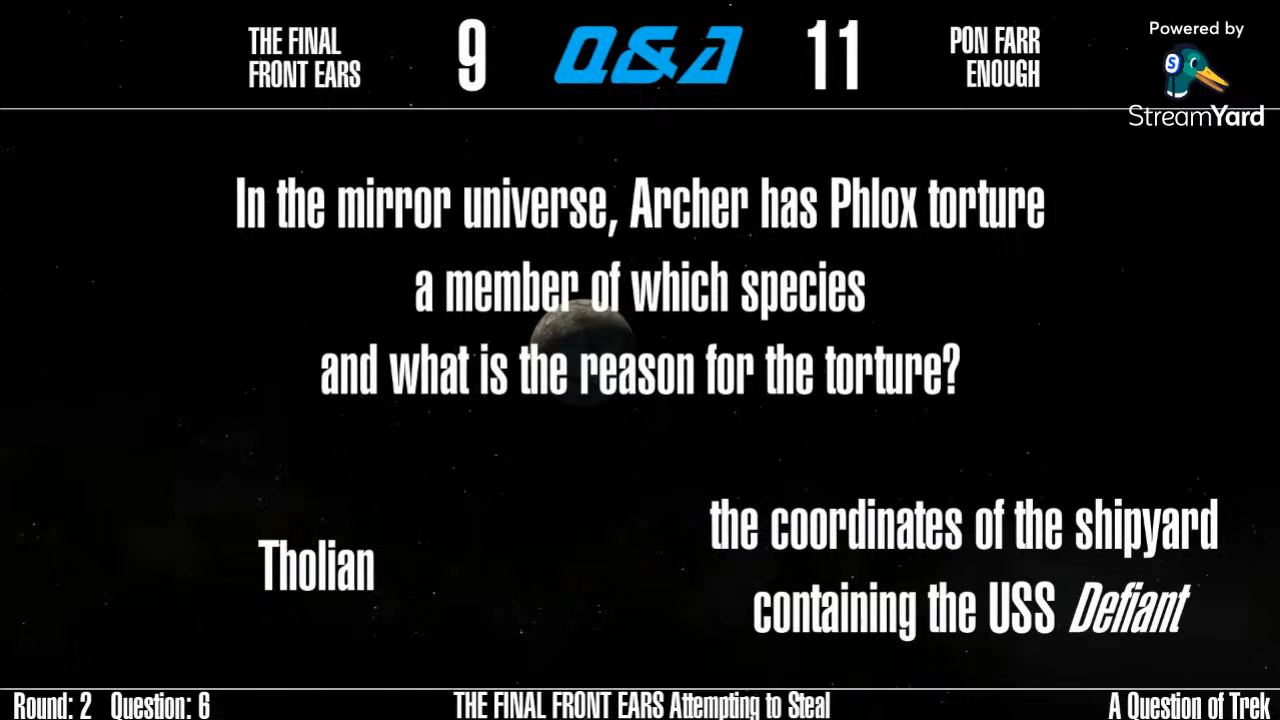 THE FINAL
FRONT EARS
9
Q&A
11
PON FARR
ENOUGH
Powered by
S
StreamYard
In the mirror universe, Archer has Phlox torture
a member of which species
and what is the reason for the torture?
Tholian
the coordinates of the shipyard
containing the USS Defiant
Round: 2 Question: 6
THE FINAL FRONT EARS Attempting to Steal
A Question of Trek